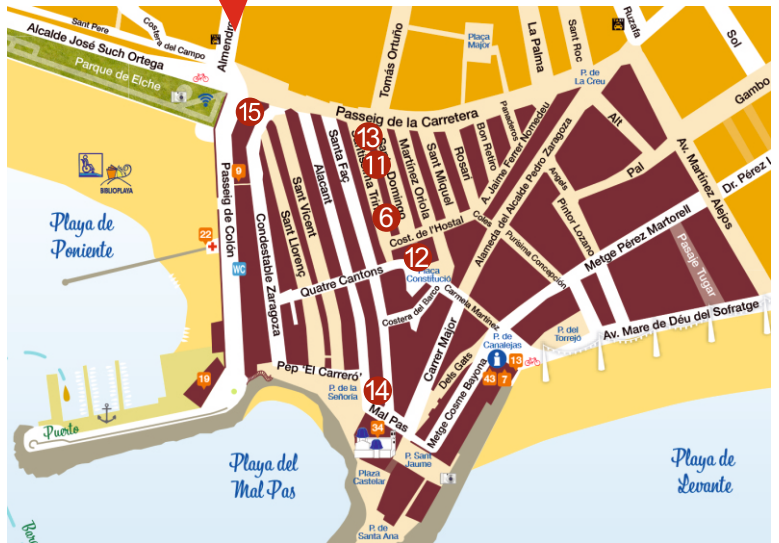 Sant Pere
Costera del Campo
Almendro
Alcalde José Such Ortega
Parque de Elche
Tomás Ortuño
Plaça
Major
La Palma
Sant Roc
Ruzafa
Sol
P. de
La Creu
Gambo
Passeig de la Carretera
15
13
11
6
12
14
9
22
19
WC
BIBLIOPLAYA
Playa de
Poniente
Passeig de Colón
Condestable Zaragoza
Sant Llorenç
Sant Vicent
Alacant
Santa Faç
Domingo
Martínez Oriola
Sant Miquel
Rosari
Bon Retiro
Panaderos
A. Jaime Ferrer Nomedeu
Alameda del Alcalde Pedro Zaragoza
Alt
Pal
Angels
Pintor Lozano
Purísima Concepción
Av. Martínez Alejos
Dr. Pérez l
Metge Pérez Martorell
Pasaje Tugar
Av. Mare de Déu del Sofratge
Cost. de l'Hostal
Coles
Constitució
Quatre Cantons
Costera del Barco
Carmela Martínez
Carrer Major
Dels Gats
P. de
Canalejas
P. del
Torrejó
i
13
43
7
Metge Cosme Bayona
Pep 'El Carreró'
P. de la
Señoría
Mal Pas
34
P. Sant
Jaume
Plaza
Castelar
P. de
Santa Ana
Puerto
Playa del
Mal Pas
Playa de
Levante